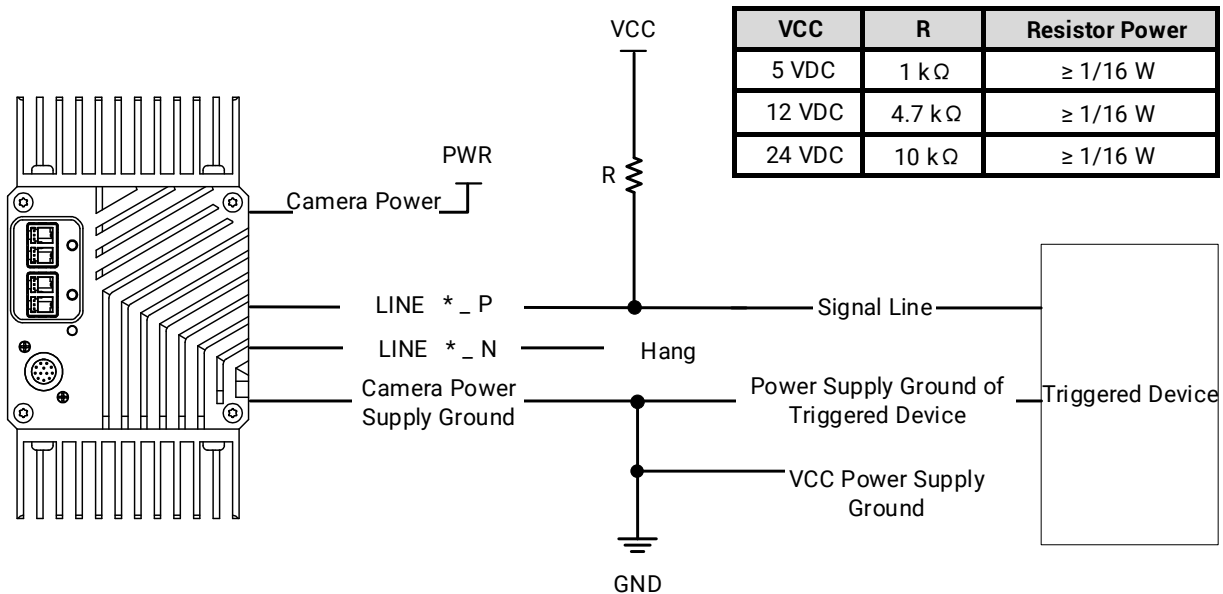 VCC
VCC R Resistor Power
5 VDC 1 kΩ ≥ 1/16 W
12 VDC 4.7 kΩ ≥ 1/16 W
24 VDC 10 kΩ ≥ 1/16 W
PWR
R
Camera Power
LINE *_ P
Signal Line
LINE *_ N
Hang
Camera Power
Supply Ground
Power Supply Ground of
Triggered Device
Triggered Device
VCC Power Supply
Ground
GND